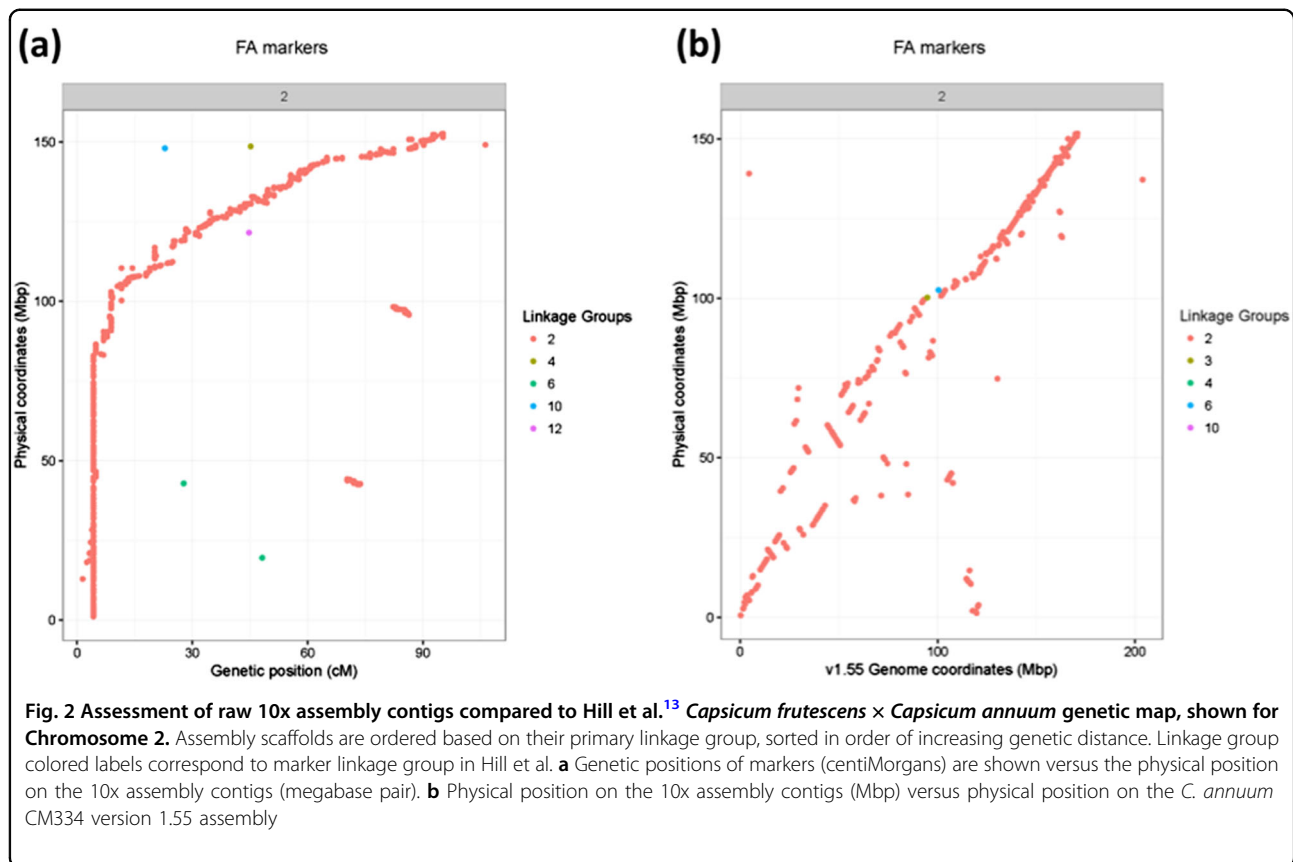 (a)
FA markers
2
Physical coordinates (Mbp)
150
100
50
0
0 30 60 90
Genetic position (cM)
Linkage Groups
2
4
6
10
12
(b)
FA markers
2
Physical coordinates (Mbp)
150
100
50
0
0 100 200
v1.55 Genome coordinates (Mbp)
Linkage Groups
2
3
4
6
10
Fig. 2 Assessment of raw 10x assembly contigs compared to Hill et al.13 Capsicum frutescens × Capsicum annuum genetic map, shown for
Chromosome 2. Assembly scaffolds are ordered based on their primary linkage group, sorted in order of increasing genetic distance. Linkage group
colored labels correspond to marker linkage group in Hill et al. a Genetic positions of markers (centiMorgans) are shown versus the physical position
on the 10x assembly contigs (megabase pair). b Physical position on the 10x assembly contigs (Mbp) versus physical position on the C. annuum
CM334 version 1.55 assembly